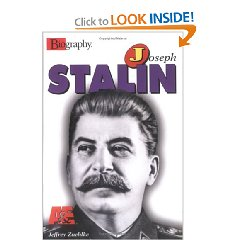 Click to LOOK INSIDE!
Biography.
Joseph
STALIN
A&E
Jeffrey Zuehlke